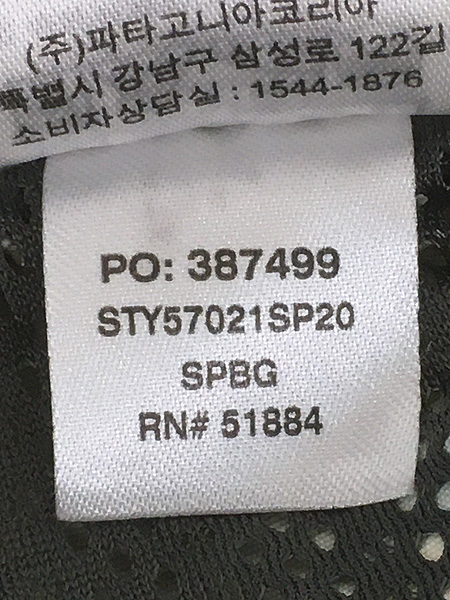 (주)파타고니아코리아
특별시 강남구 삼성로 122길
소비자상담실 : 1544-1876
PO: 387499
STY57021SP20
SPBG
RN# 51884